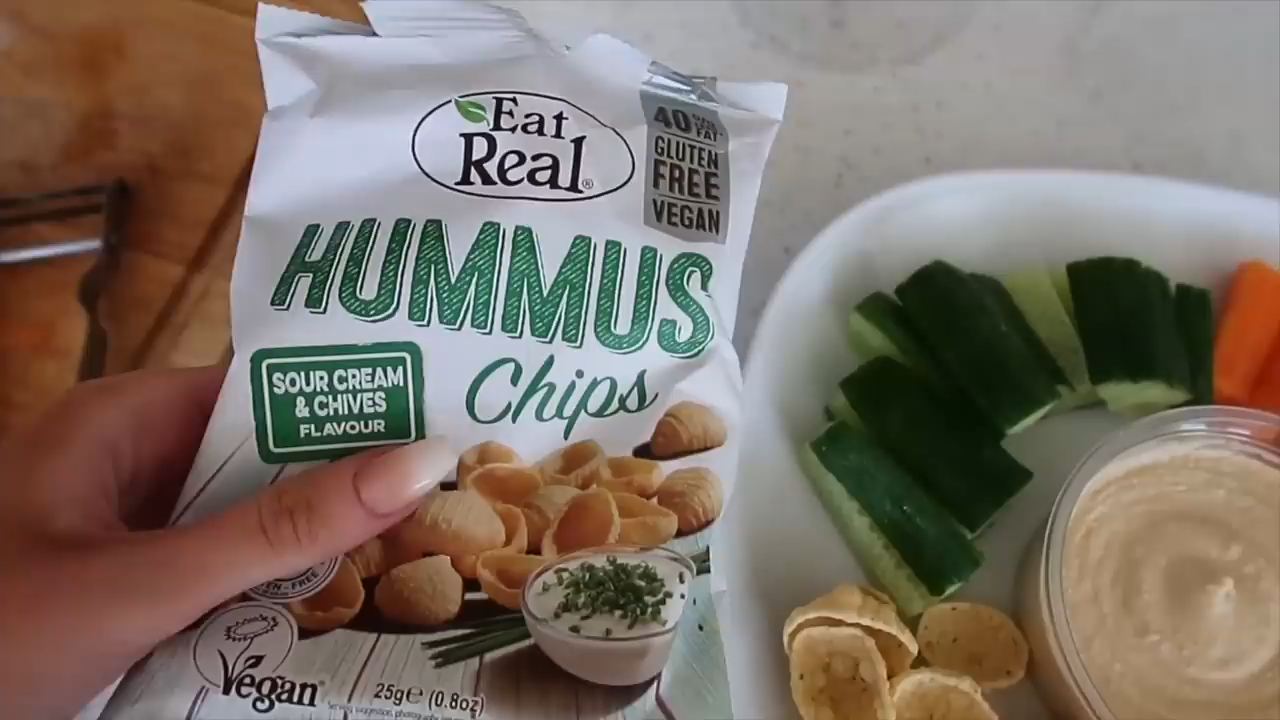 Eat
Real®
40
FAT
GLUTEN
FREE
VEGAN
HUMMUS
Chips
SOUR CREAM
& CHIVES
FLAVOUR
Vegan
25g℮ (0.8oz)